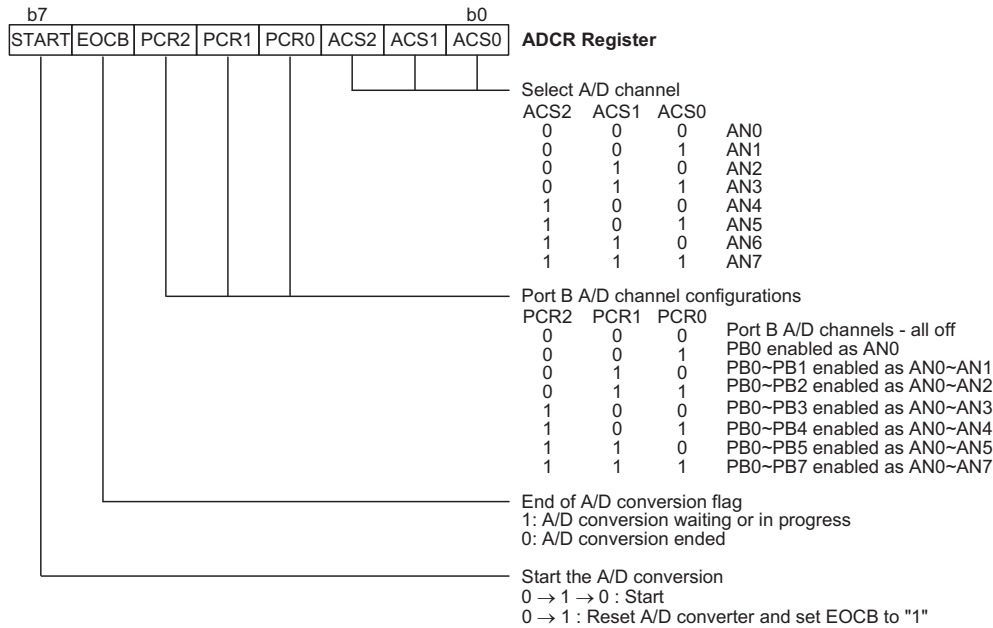 b7 b0
START EOCB PCR2 PCR1 PCR0 ACS2 ACS1 ACS0 ADCR Register
Select A/D channel
ACS2 ACS1 ACS0
0 0 0 AN0
0 0 1 AN1
0 1 0 AN2
0 1 1 AN3
1 0 0 AN4
1 0 1 AN5
1 1 0 AN6
1 1 1 AN7
Port B A/D channel configurations
PCR2 PCR1 PCR0
0 0 0 Port B A/D channels - all off
0 0 1 PB0 enabled as AN0
0 1 0 PB0~PB1 enabled as AN0~AN1
0 1 1 PB0~PB2 enabled as AN0~AN2
1 0 0 PB0~PB3 enabled as AN0~AN3
1 0 1 PB0~PB4 enabled as AN0~AN4
1 1 0 PB0~PB5 enabled as AN0~AN5
1 1 1 PB0~PB7 enabled as AN0~AN7
End of A/D conversion flag
1: A/D conversion waiting or in progress
0: A/D conversion ended
Start the A/D conversion
0 → 1 → 0 : Start
0 → 1 : Reset A/D converter and set EOCB to "1"